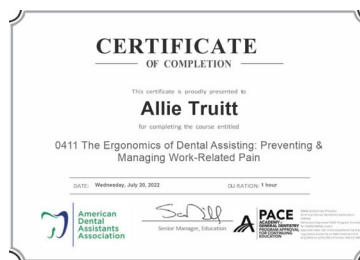 CERTIFICATE
OF COMPLETION
This certificate is proudly presented to
Allie Truitt
for completing the course entitled
0411 The Ergonomics of Dental Assisting: Preventing &
Managing Work-Related Pain
DATE: Wednesday, July 20, 2022
DURATION: 1 hour
American
Dental
Assistants
Association
Senior Manager, Education
PACE
ACADEMY
of GENERAL DENTISTRY
PROGRAM APPROVAL
FOR CONTINUING
EDUCATION